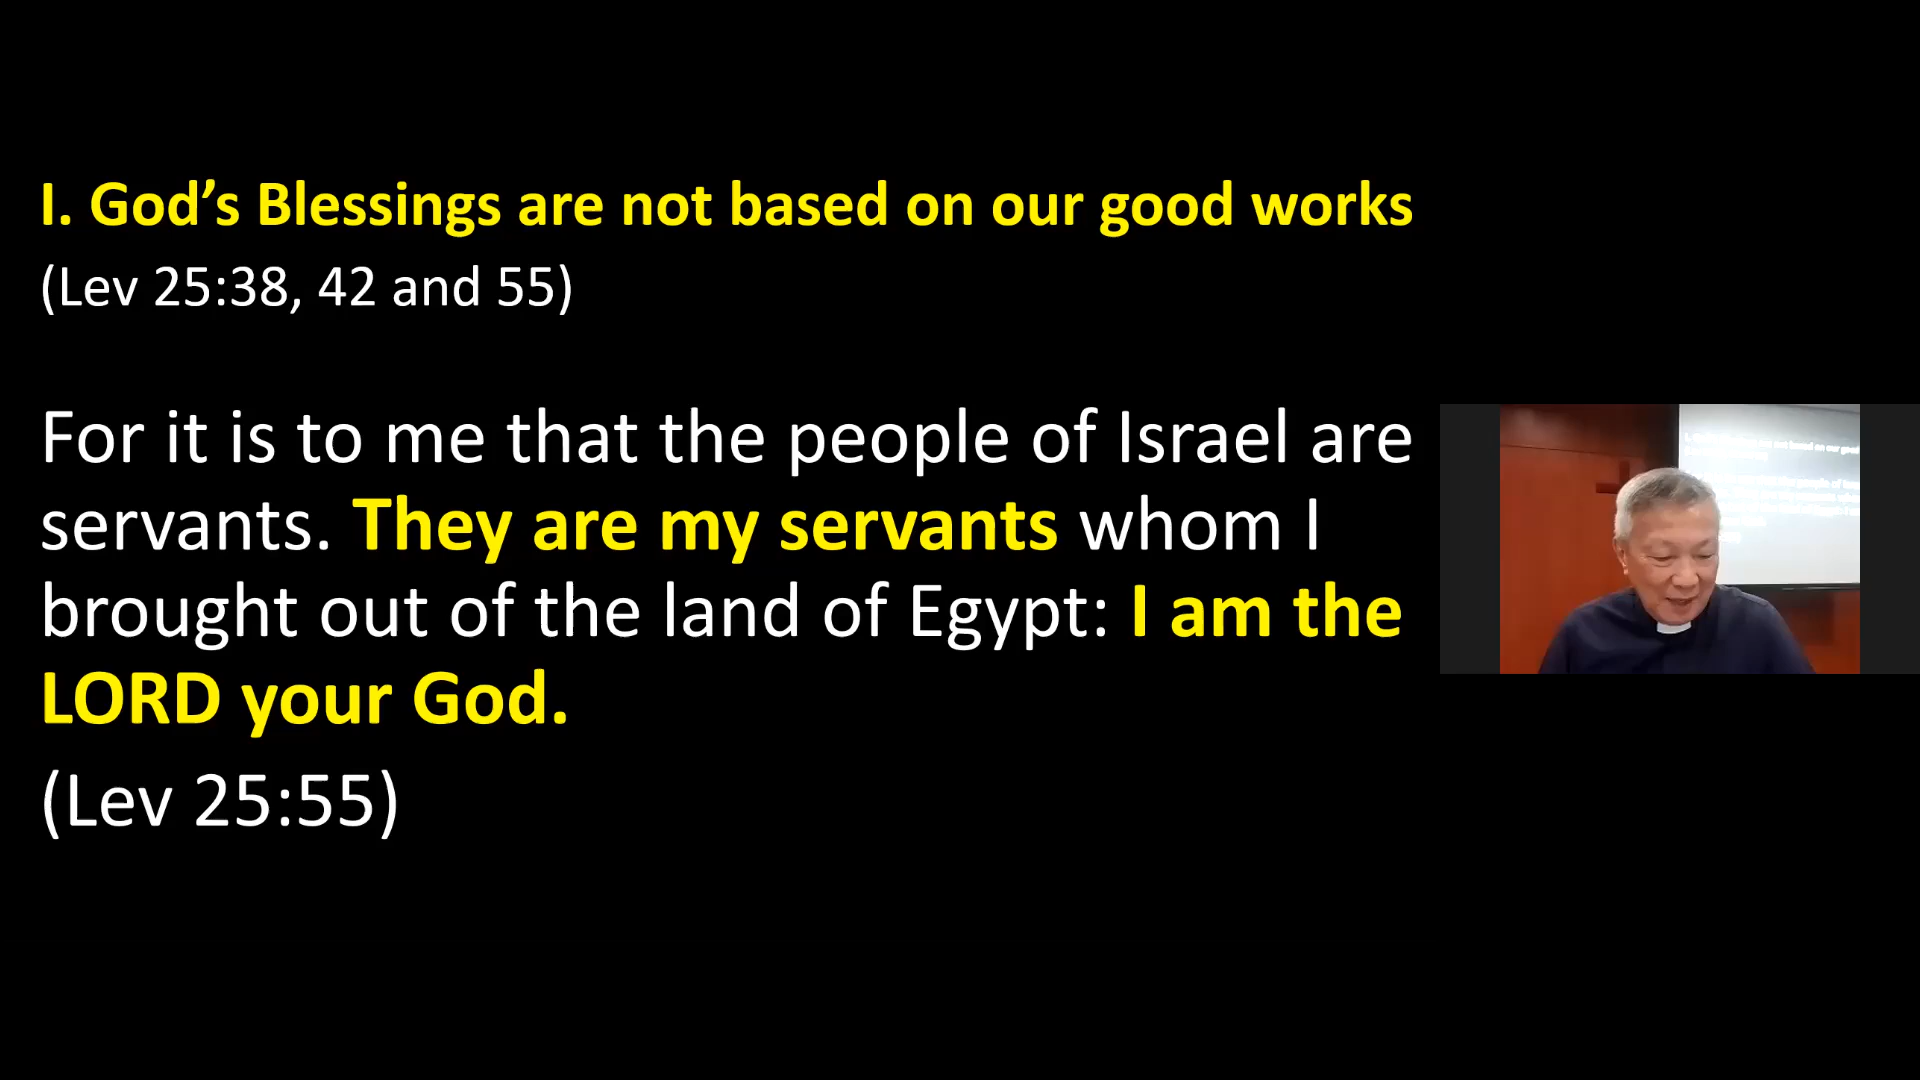 I. God’s Blessings are not based on our good works
(Lev 25:38, 42 and 55)
For it is to me that the people of Israel are
servants. They are my servants whom I
brought out of the land of Egypt: I am the
LORD your God.
(Lev 25:55)